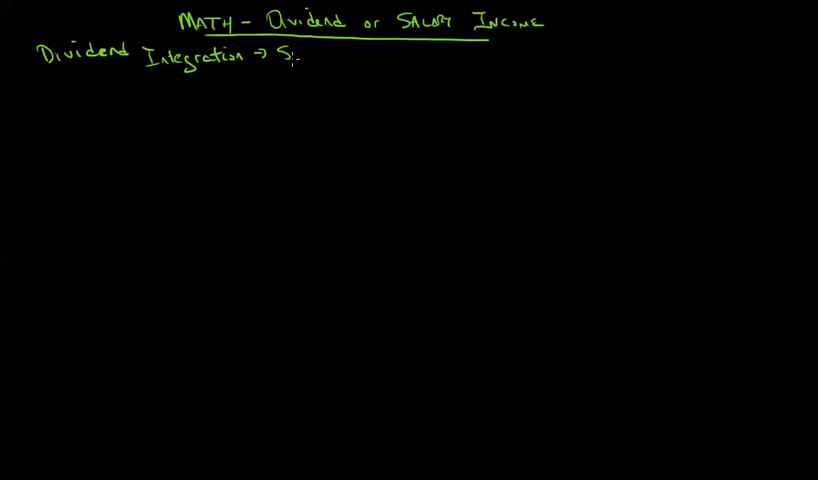 MATH - Dividend or SALARY INCOME
Dividend Integration → S